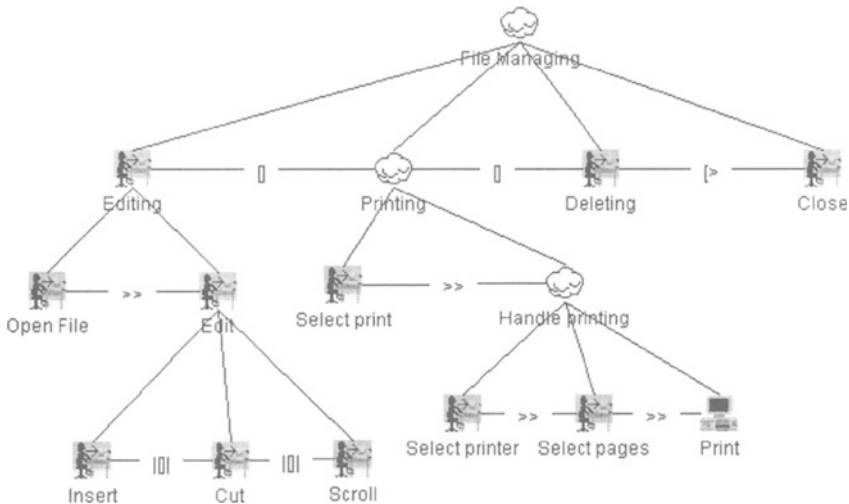 File Managing
[] [] [>
Editing Printing Deleting Close
>> >>
Open File Edit Select print Handle printing
>> >>
Select printer Select pages Print
|[]| |[]|
Insert Cut Scroll